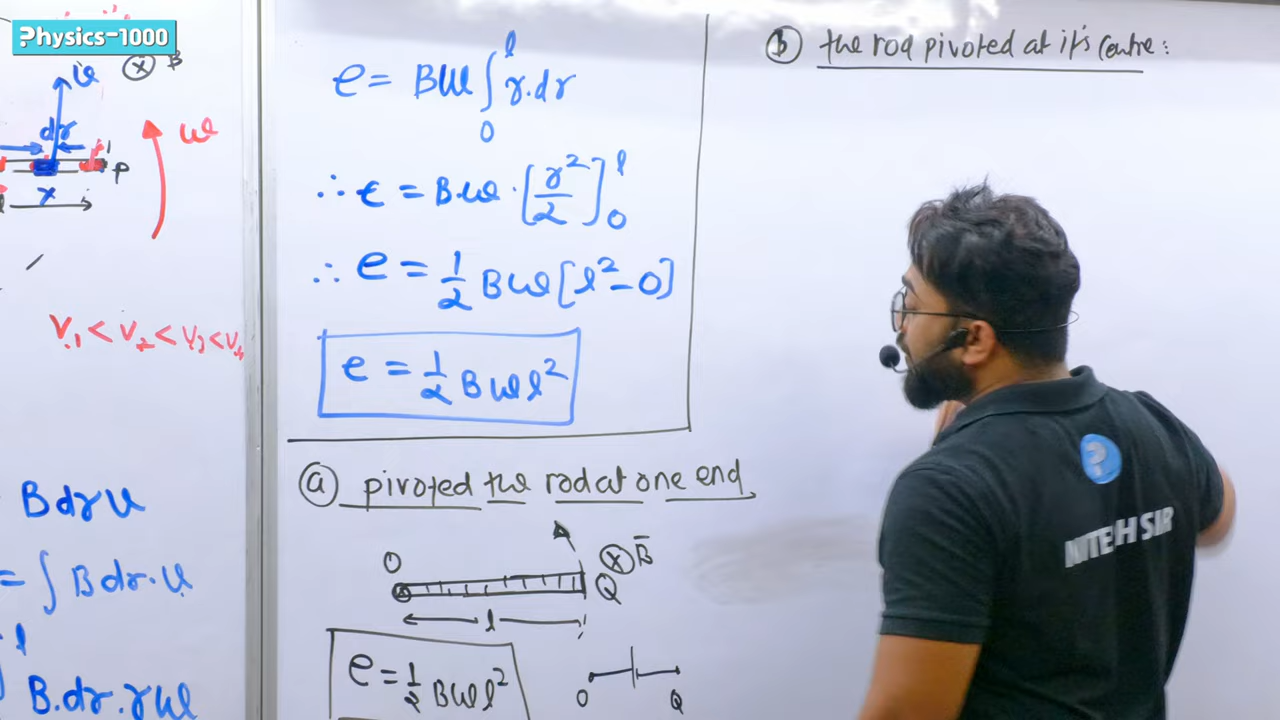 Physics-1000
ⓧ B
v
dr
ω
P
x
V₁ < V₂ < V₃ < V₄
B dr v
= ∫ B dr · v
l
B. dr. rω
e = Bω ∫₀ˡ r. dr
∴ e = B.ω · [r²/2]₀ˡ
∴ e = 1/2 Bω [l² - 0]
e = 1/2 Bωl²
ⓐ pivoted the rod at one end
O
ⓧ B̄
Q
l
e = 1/2 Bωl²
O Q
ⓑ the rod pivoted at it's centre:
NITESH SIR